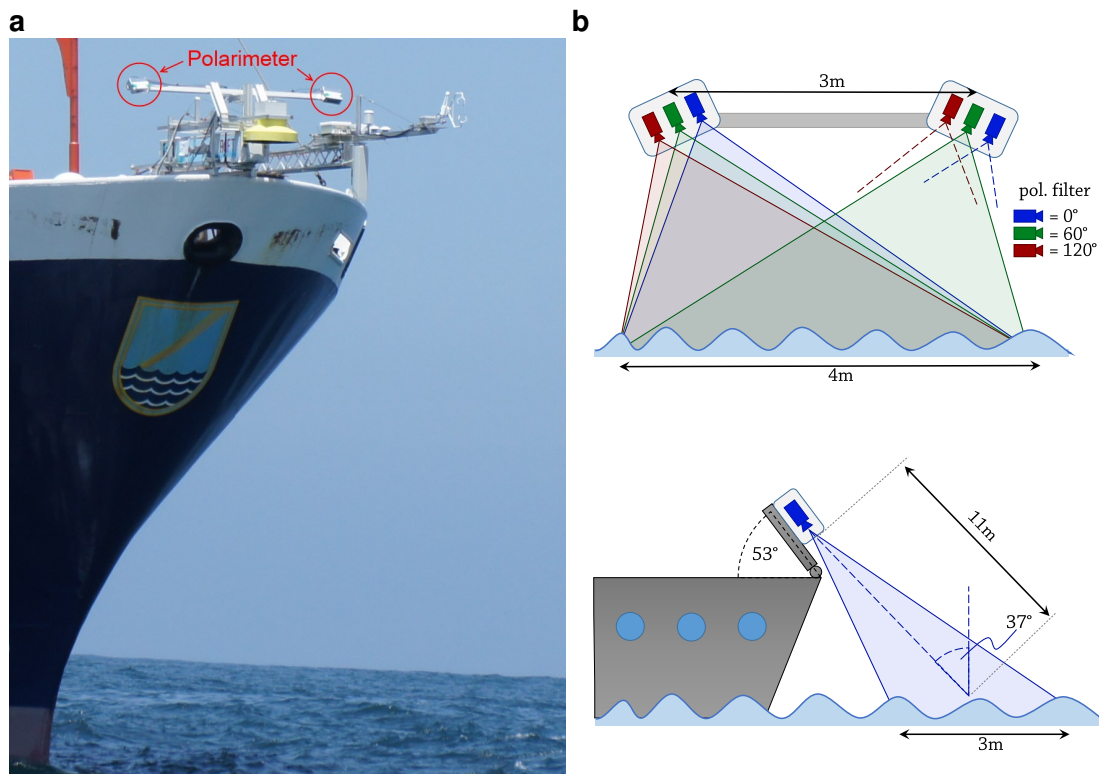 a
Polarimeter
b
3m
pol. filter
= 0°
= 60°
= 120°
4m
11m
53°
37°
3m